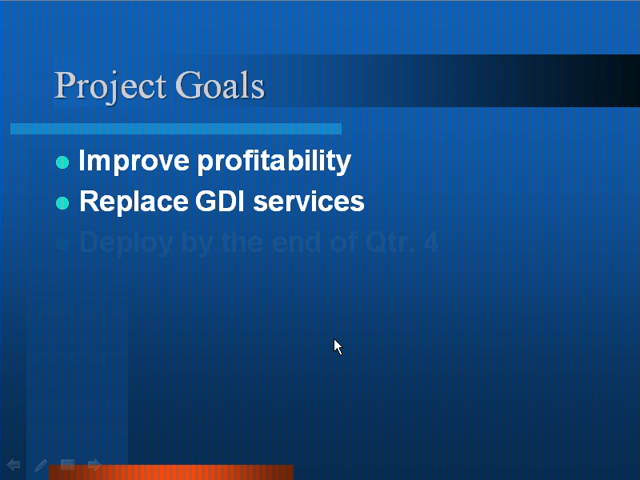 Project Goals
Improve profitability
Replace GDI services
Deploy by the end of Qtr. 4